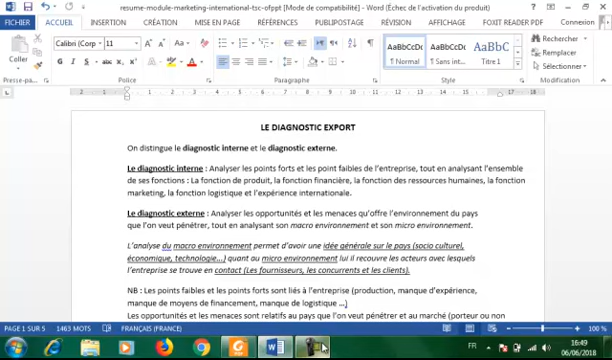 resume-module-marketing-international-tsc-ofppt [Mode de compatibilité] - Word (Échec de l'activation du produit)
FICHIER ACCUEIL INSERTION CRÉATION MISE EN PAGE RÉFÉRENCES PUBLIPOSTAGE RÉVISION AFFICHAGE FOXIT READER PDF Connexion
Calibri (Corp 11
Coller
G I S
AaBbCcDc AaBbCcDc AaBbC
¶ Normal ¶ Sans int... Titre 1
Rechercher
Remplacer
Sélectionner
Presse-pa... Police Paragraphe Style Modification
LE DIAGNOSTIC EXPORT
On distingue le diagnostic interne et le diagnostic externe.
Le diagnostic interne : Analyser les points forts et les point faibles de l'entreprise, tout en analysant l'ensemble
de ses fonctions : La fonction de produit, la fonction financière, la fonction des ressources humaines, la fonction
marketing, la fonction logistique et l'expérience internationale.
Le diagnostic externe : Analyser les opportunités et les menaces qu'offre l'environnement du pays
que l'on veut pénétrer, tout en analysant son macro environnement et son micro environnement.
L'analyse du macro environnement permet d'avoir une idée générale sur le pays (socio culturel,
économique, technologie...) quant au micro environnement lui il recouvre les acteurs avec lesquels
l'entreprise se trouve en contact (Les fournisseurs, les concurrents et les clients).
NB : Les points faibles et les points forts sont liés à l'entreprise (production, manque d'expérience,
manque de moyens de financement, manque de logistique ...)
Les opportunités et les menaces sont relatifs au pays que l'on veut pénétrer et au marché (porteur ou non
PAGE 1 SUR 5 1463 MOTS FRANÇAIS (FRANCE) 100 %
FR 16:49
06/06/2018